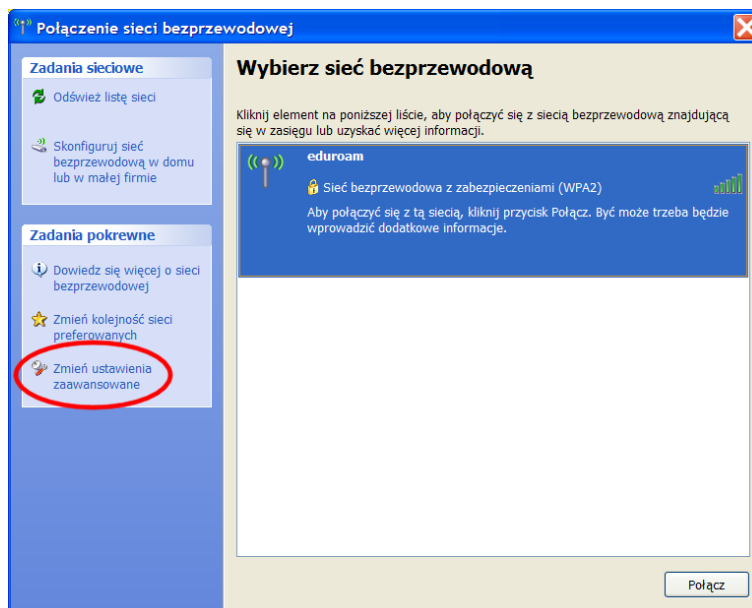 Połączenie sieci bezprzewodowej
Zadania sieciowe
Odśwież listę sieci
Skonfiguruj sieć
bezprzewodową w domu
lub w małej firmie
Zadania pokrewne
Dowiedz się więcej o sieci
bezprzewodowej
Zmień kolejność sieci
preferowanych
Zmień ustawienia
zaawansowane
Wybierz sieć bezprzewodową
Kliknij element na poniższej liście, aby połączyć się z siecią bezprzewodową znajdującą
się w zasięgu lub uzyskać więcej informacji.
eduroam
Sieć bezprzewodowa z zabezpieczeniami (WPA2)
Aby połączyć się z tą siecią, kliknij przycisk Połącz. Być może trzeba będzie
wprowadzić dodatkowe informacje.
Połącz